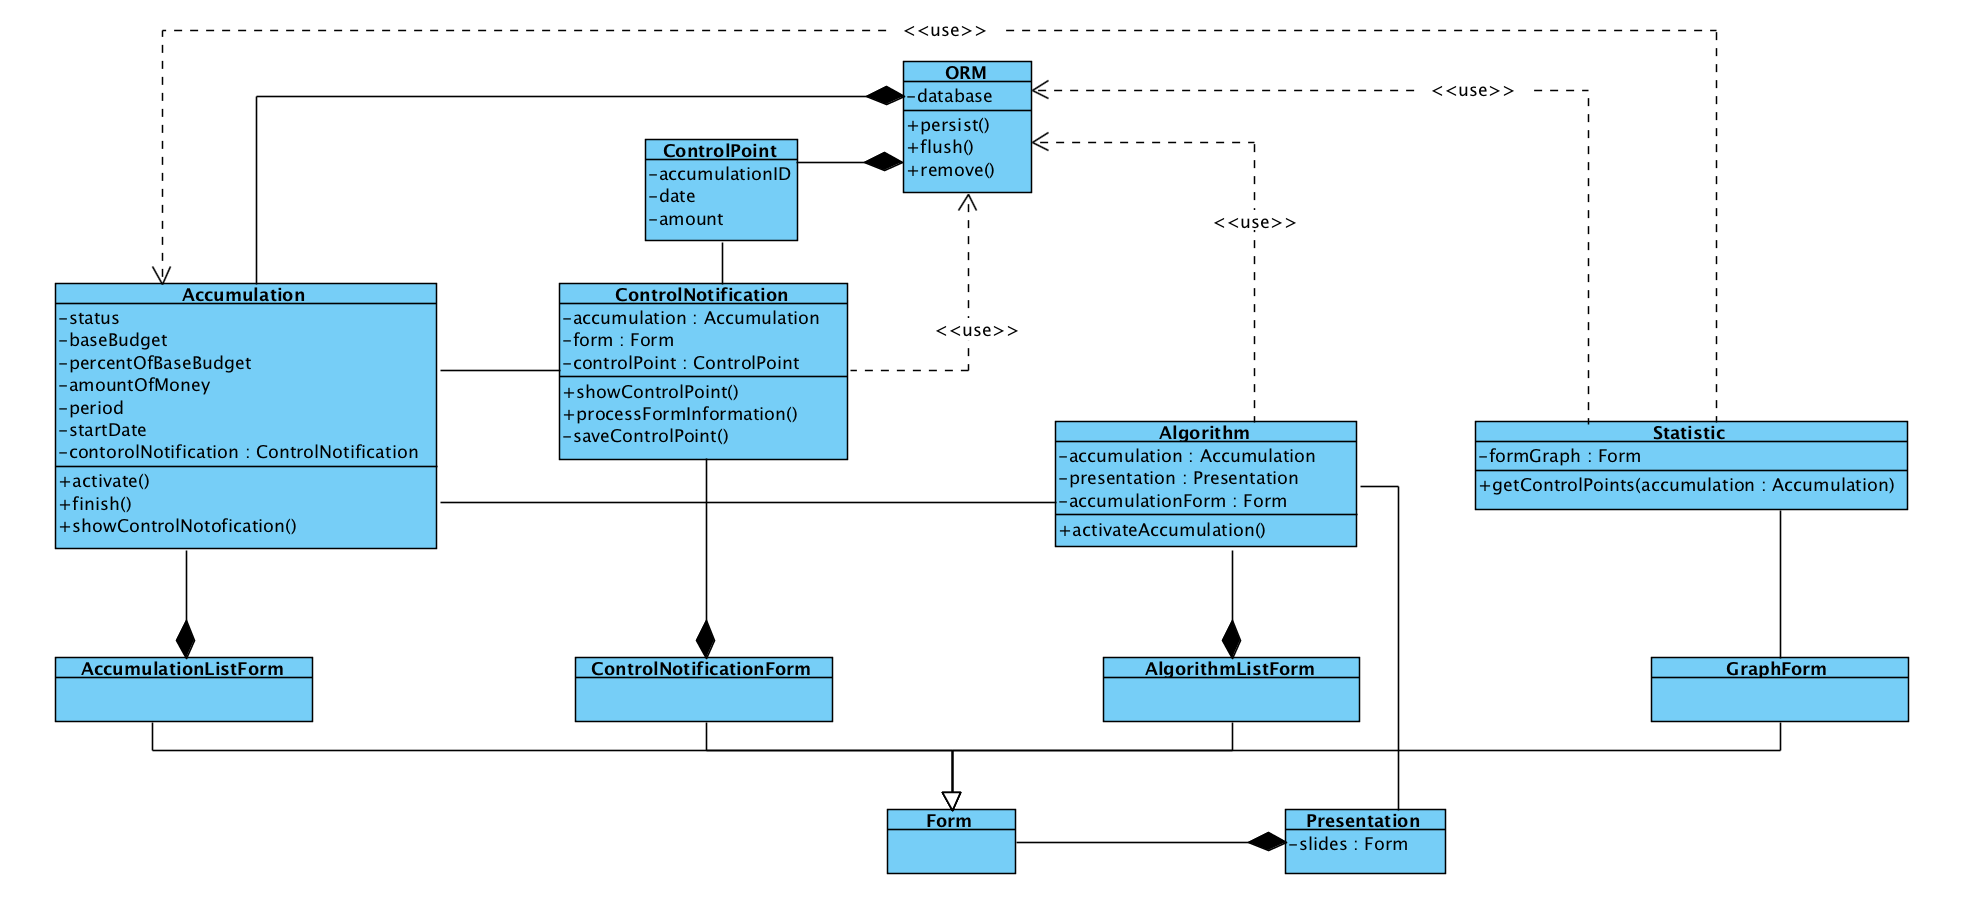 <<use>>
ORM
-database
+persist()
+flush()
+remove()
<<use>>
ControlPoint
-accumulationID
-date
-amount
<<use>>
<<use>>
Accumulation
-status
-baseBudget
-percentOfBaseBudget
-amountOfMoney
-period
-startDate
-contorolNotification : ControlNotification
+activate()
+finish()
+showControlNotofication()
ControlNotification
-accumulation : Accumulation
-form : Form
-controlPoint : ControlPoint
+showControlPoint()
+processFormInformation()
-saveControlPoint()
Algorithm
-accumulation : Accumulation
-presentation : Presentation
-accumulationForm : Form
+activateAccumulation()
Statistic
-formGraph : Form
+getControlPoints(accumulation : Accumulation)
AccumulationListForm
ControlNotificationForm
AlgorithmListForm
GraphForm
Form
Presentation
-slides : Form